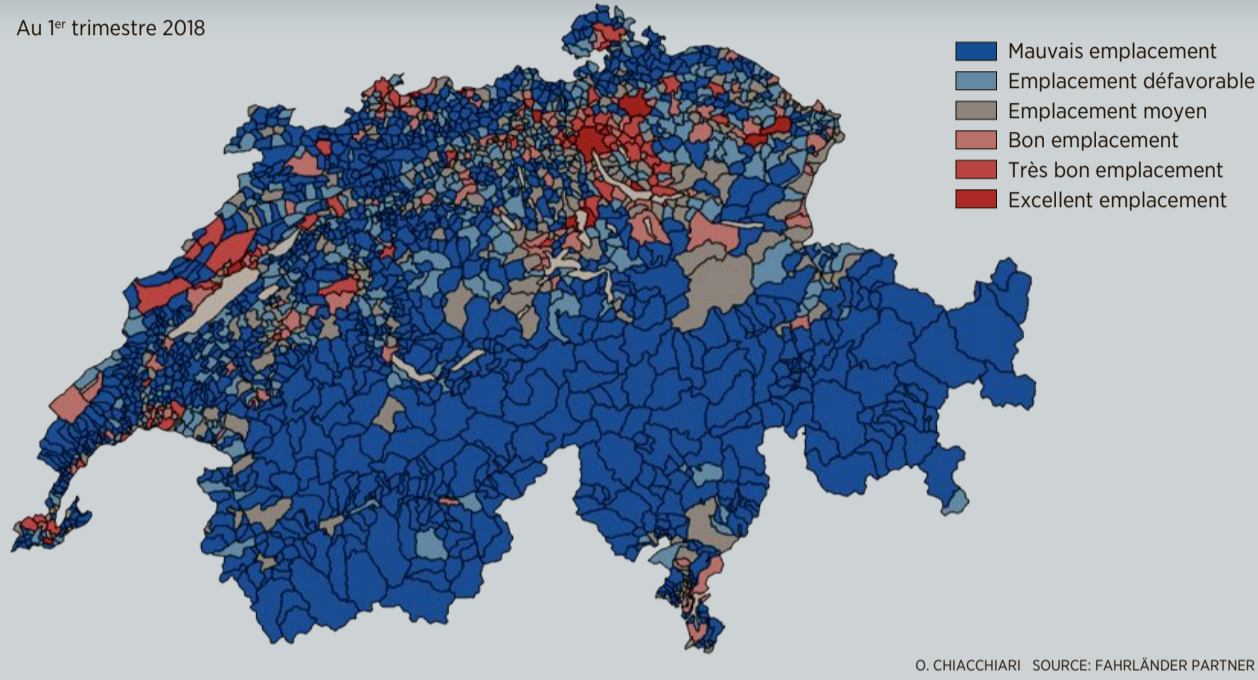 Au 1er trimestre 2018
Mauvais emplacement
Emplacement défavorable
Emplacement moyen
Bon emplacement
Très bon emplacement
Excellent emplacement
O. CHIACCHIARI SOURCE: FAHRLÄNDER PARTNER